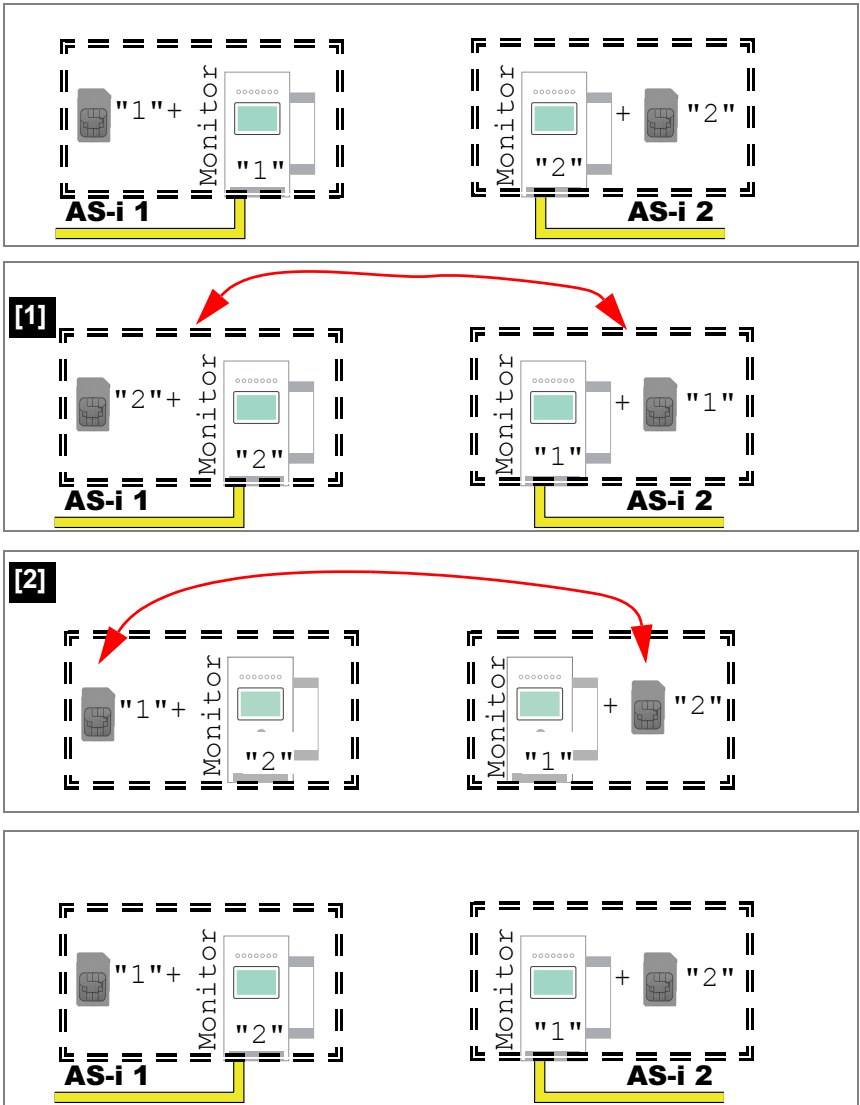 "1"+ Monitor "1" Monitor "2" + "2"
AS-i 1 AS-i 2
[1]
"2"+ Monitor "2" Monitor "1" + "1"
AS-i 1 AS-i 2
[2]
"1"+ Monitor "2" Monitor "1" + "2"
"1"+ Monitor "2" Monitor "1" + "2"
AS-i 1 AS-i 2